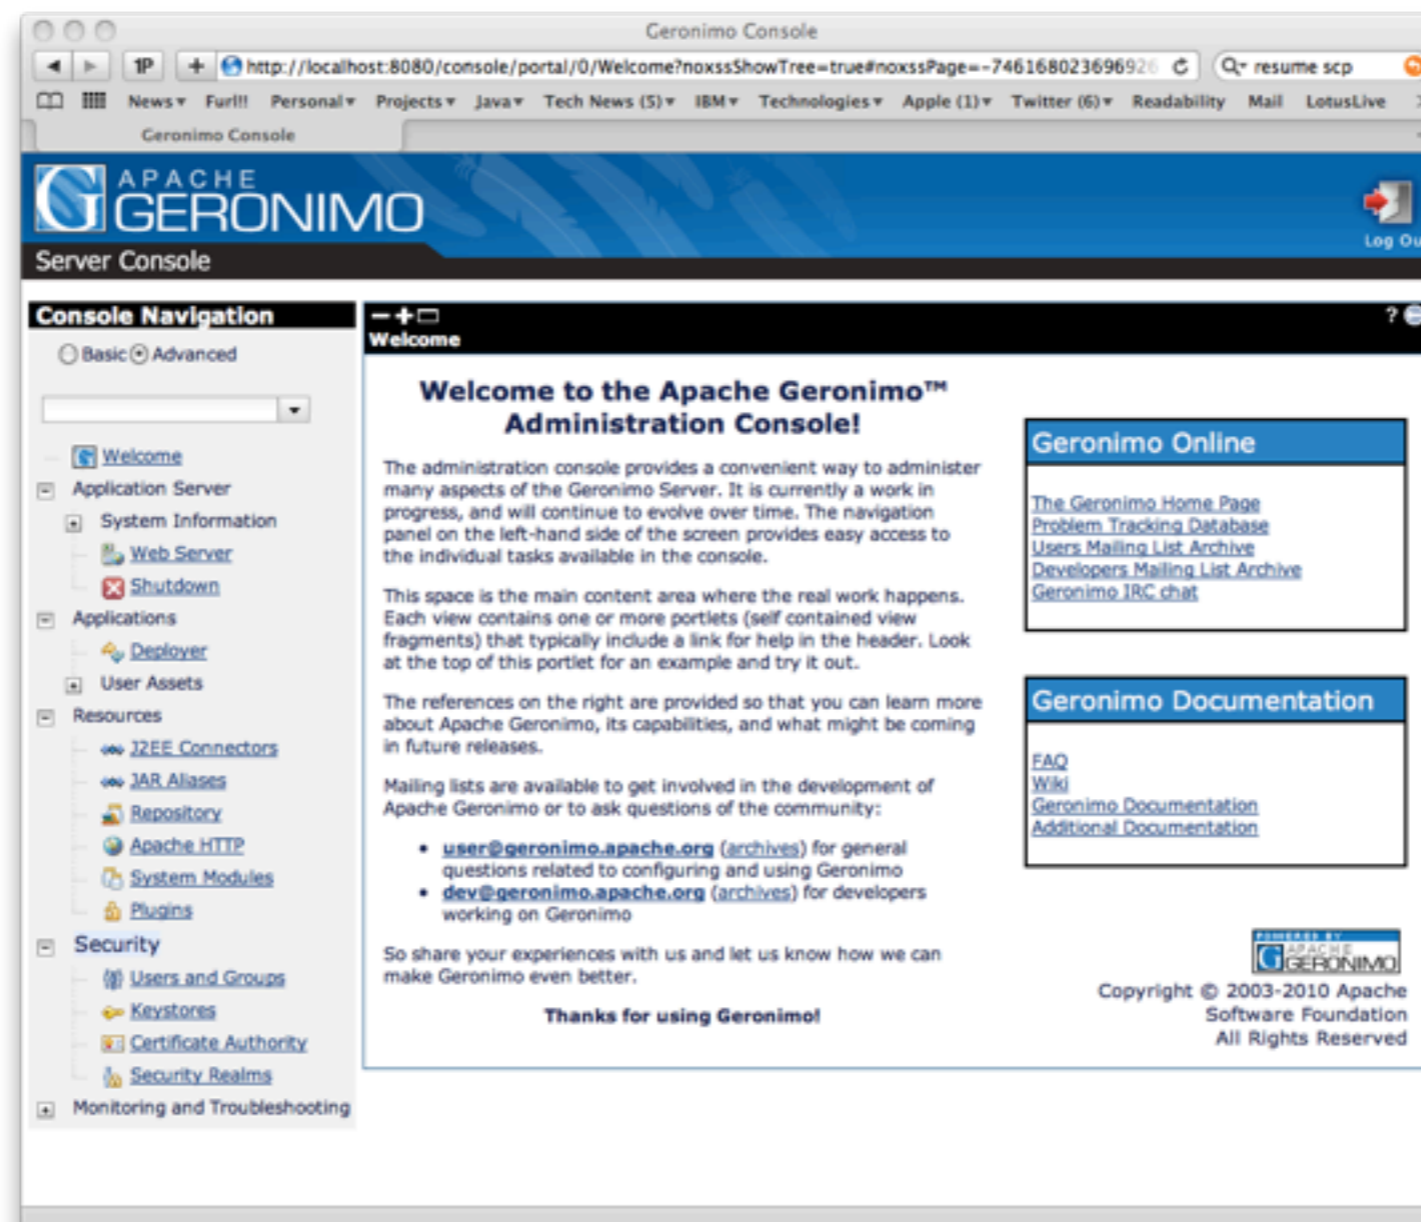 Geronimo Console
1P + http://localhost:8080/console/portal/0/Welcome?noxssShowTree=true#noxssPage=-746168023696926 resume scp
News Furl!! Personal Projects Java Tech News (5) IBM Technologies Apple (1) Twitter (6) Readability Mail LotusLive
Geronimo Console
APACHE
GERONIMO
Log Ou
Server Console
Console Navigation
Basic Advanced
Welcome
Application Server
System Information
Web Server
Shutdown
Applications
Deployer
User Assets
Resources
J2EE Connectors
JAR Aliases
Repository
Apache HTTP
System Modules
Plugins
Security
Users and Groups
Keystores
Certificate Authority
Security Realms
Monitoring and Troubleshooting
?
Welcome
Welcome to the Apache Geronimo™
Administration Console!
The administration console provides a convenient way to administer
many aspects of the Geronimo Server. It is currently a work in
progress, and will continue to evolve over time. The navigation
panel on the left-hand side of the screen provides easy access to
the individual tasks available in the console.
This space is the main content area where the real work happens.
Each view contains one or more portlets (self contained view
fragments) that typically include a link for help in the header. Look
at the top of this portlet for an example and try it out.
The references on the right are provided so that you can learn more
about Apache Geronimo, its capabilities, and what might be coming
in future releases.
Mailing lists are available to get involved in the development of
Apache Geronimo or to ask questions of the community:
• user@geronimo.apache.org (archives) for general
questions related to configuring and using Geronimo
• dev@geronimo.apache.org (archives) for developers
working on Geronimo
So share your experiences with us and let us know how we can
make Geronimo even better.
Thanks for using Geronimo!
Geronimo Online
The Geronimo Home Page
Problem Tracking Database
Users Mailing List Archive
Developers Mailing List Archive
Geronimo IRC chat
Geronimo Documentation
FAQ
Wiki
Geronimo Documentation
Additional Documentation
POWERED BY
APACHE
GERONIMO
Copyright © 2003-2010 Apache
Software Foundation
All Rights Reserved